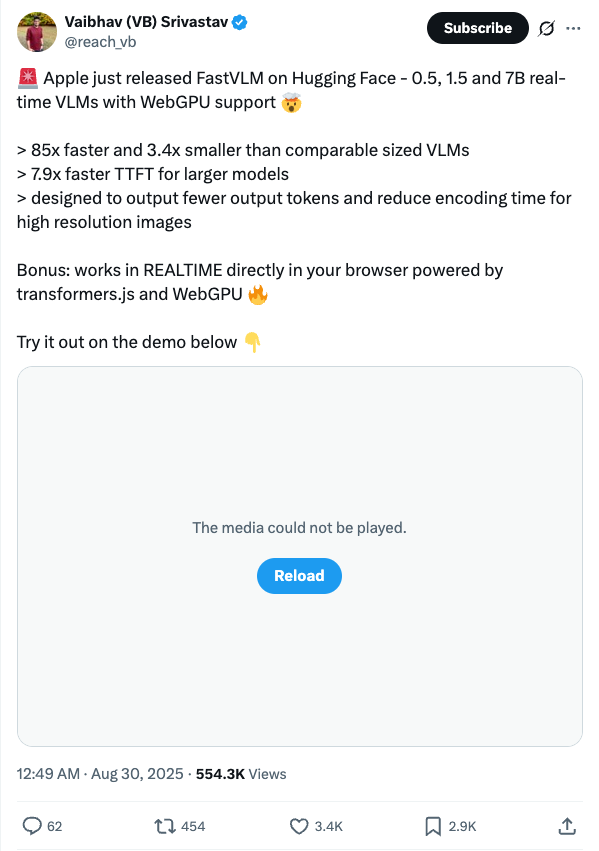 Vaibhav (VB) Srivastav
@reach_vb
Subscribe
🚨 Apple just released FastVLM on Hugging Face - 0.5, 1.5 and 7B real-
time VLMs with WebGPU support 🤯
> 85x faster and 3.4x smaller than comparable sized VLMs
> 7.9x faster TTFT for larger models
> designed to output fewer output tokens and reduce encoding time for
high resolution images
Bonus: works in REALTIME directly in your browser powered by
transformers.js and WebGPU 🔥
Try it out on the demo below 👇
The media could not be played.
Reload
12:49 AM · Aug 30, 2025 · 554.3K Views
62 454 3.4K 2.9K